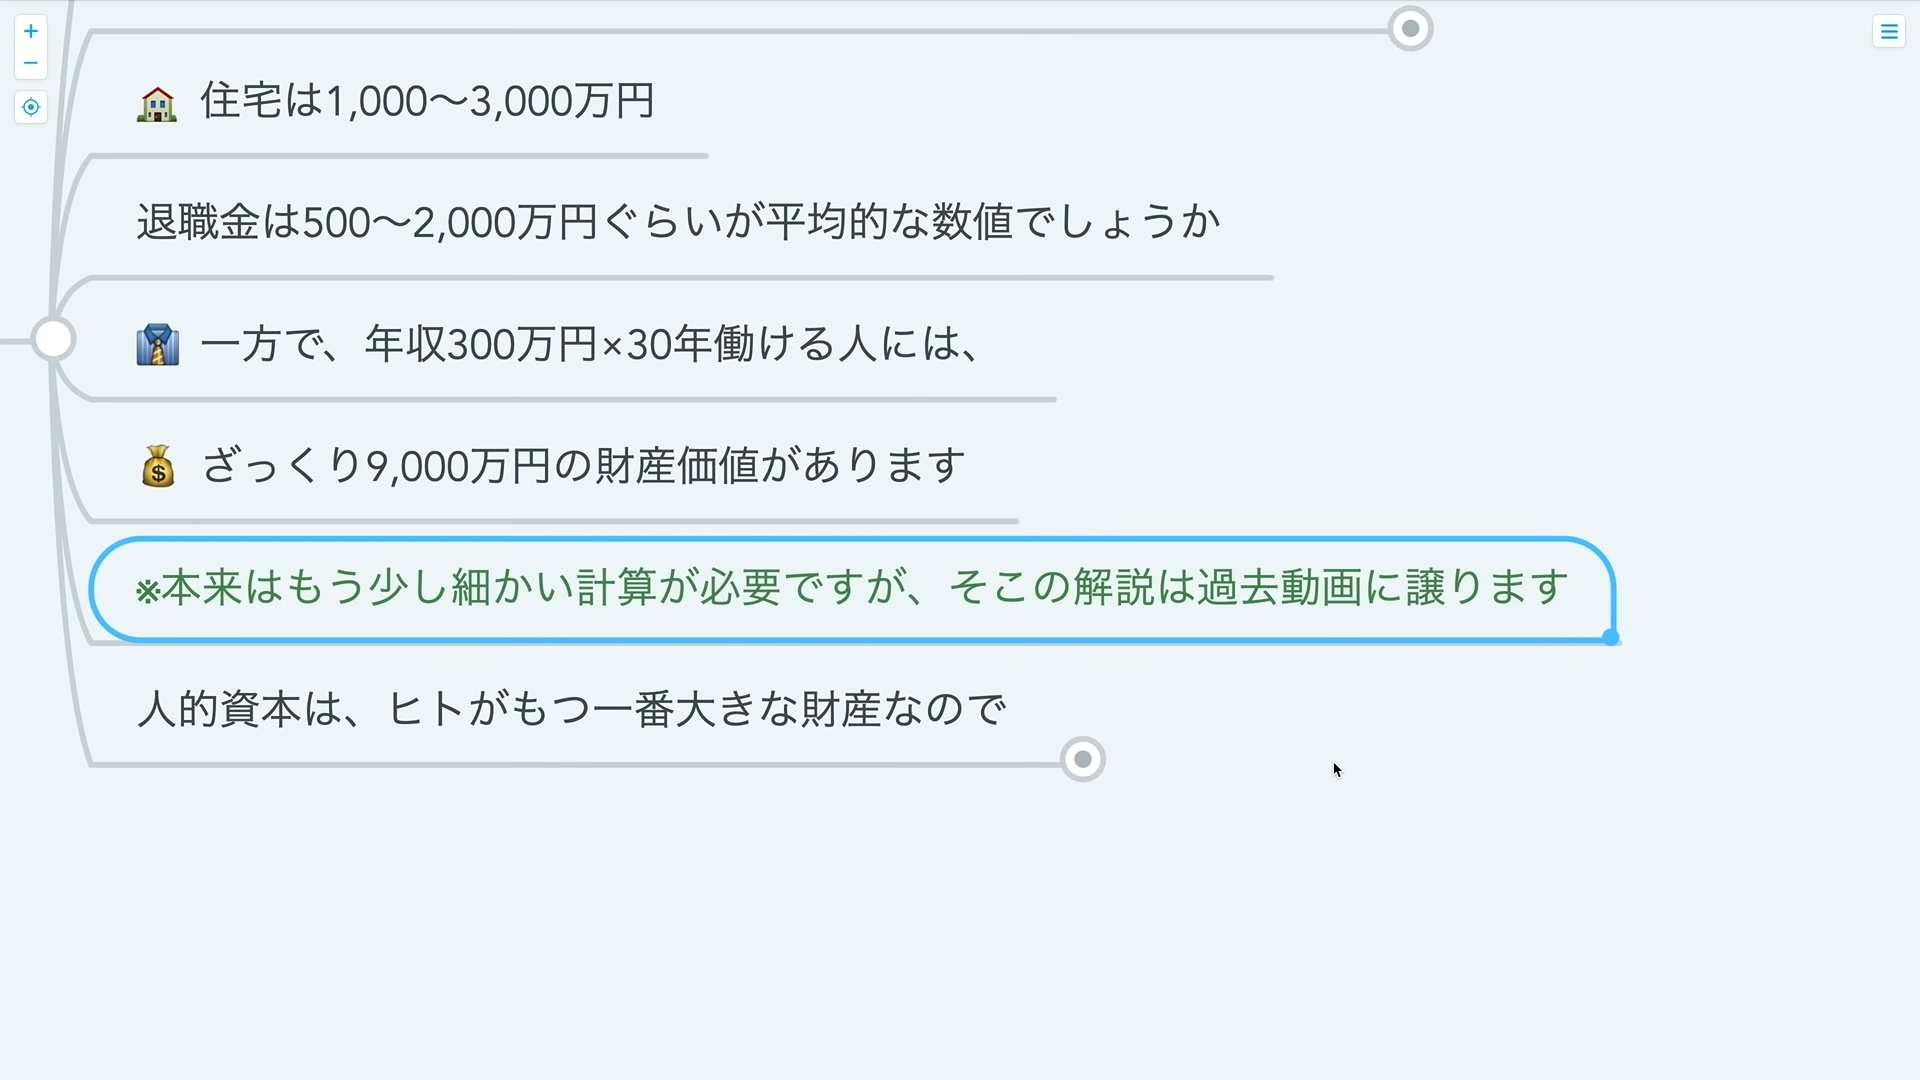 住宅は1,000〜3,000万円
退職金は500〜2,000万円ぐらいが平均的な数値でしょうか
一方で、年収300万円×30年働ける人には、
ざっくり9,000万円の財産価値があります
※本来はもう少し細かい計算が必要ですが、そこの解説は過去動画に譲ります
人的資本は、ヒトがもつ一番大きな財産なので